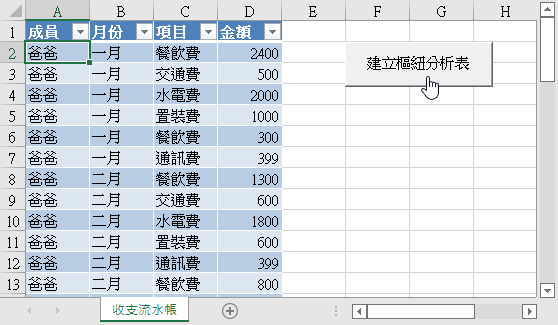 A B C D E F G H
1 成員 月份 項目 金額
2 爸爸 一月 餐飲費 2400
建立樞紐分析表
3 爸爸 一月 交通費 500
4 爸爸 一月 水電費 2000
5 爸爸 一月 置裝費 1000
6 爸爸 一月 餐飲費 300
7 爸爸 一月 通訊費 399
8 爸爸 二月 餐飲費 1300
9 爸爸 二月 交通費 600
10 爸爸 二月 水電費 1800
11 爸爸 二月 置裝費 600
12 爸爸 二月 通訊費 399
13 爸爸 二月 餐飲費 800
收支流水帳